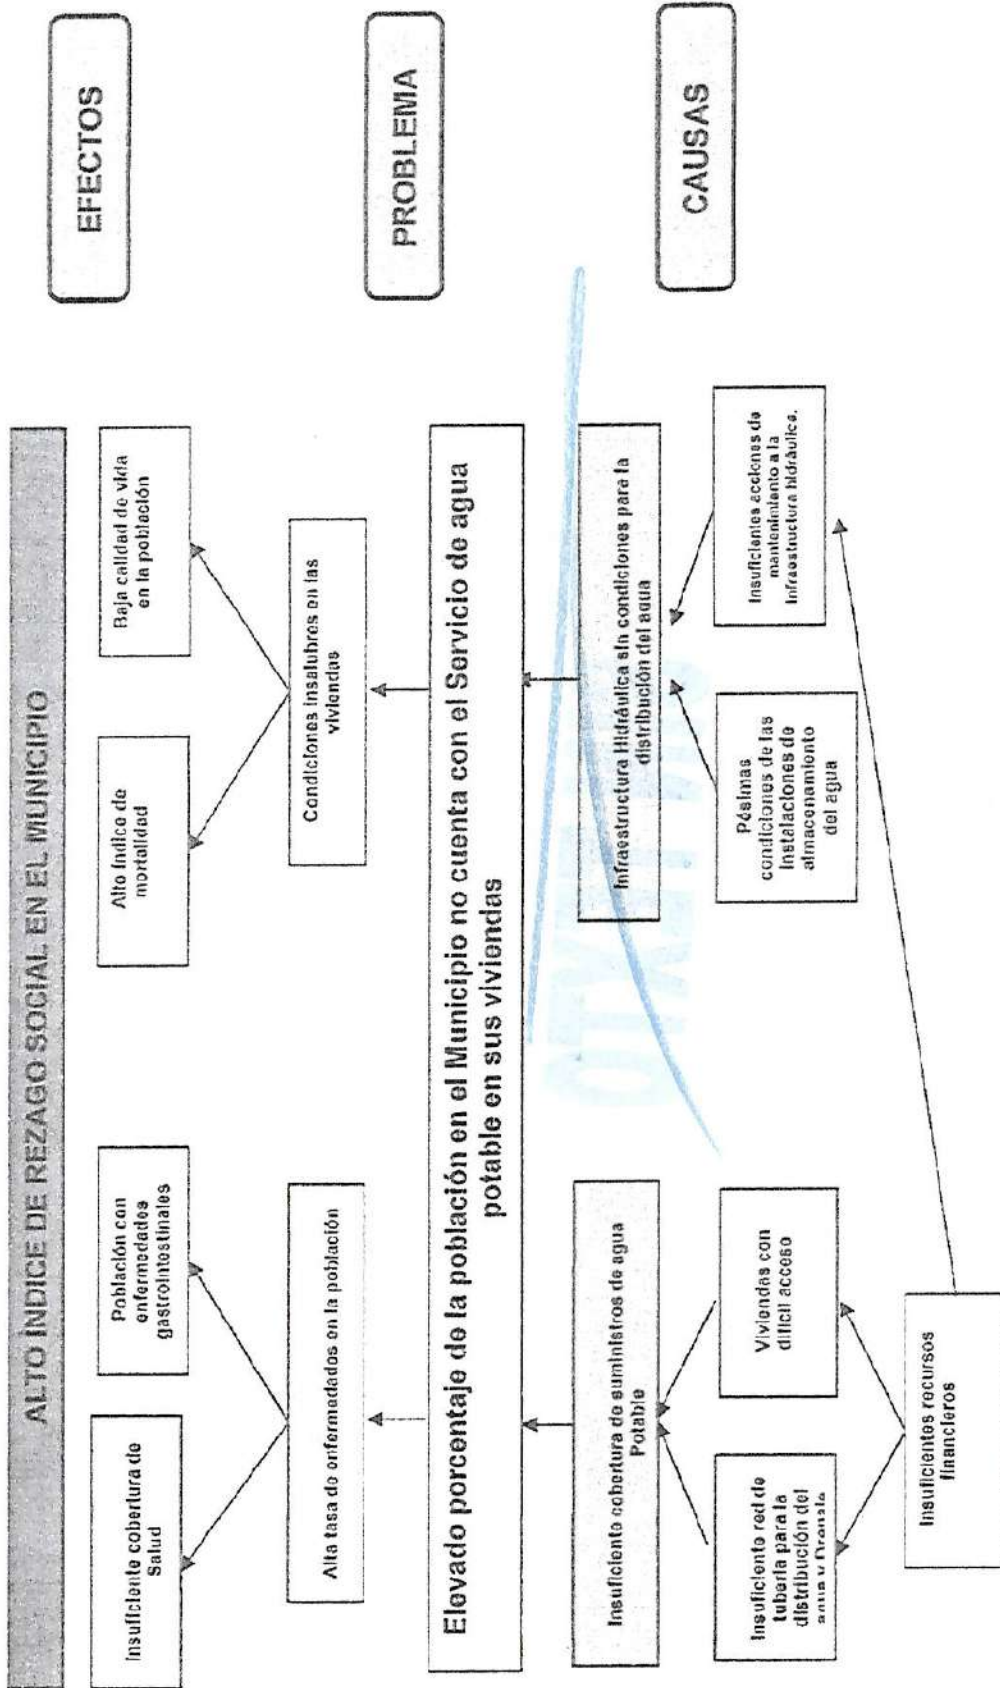 ALTO ÍNDICE DE REZAGO SOCIAL EN EL MUNICIPIO
EFECTOS
Insuficiente cobertura de
Salud
Población con
enfermedades
gastrointestinales
Alto índice de
mortalidad
Baja calidad de vida
en la población
Alta tasa de enfermedades en la población
Condiciones insalubres en las
viviendas
PROBLEMA
Elevado porcentaje de la población en el Municipio no cuenta con el Servicio de agua
potable en sus viviendas
CAUSAS
Insuficiente cobertura de suministros de agua
Potable
Infraestructura Hidráulica sin condiciones para la
distribución del agua
Insuficiente red de
tubería para la
distribución del
agua y Drenaje
Viviendas con
difícil acceso
Pésimas
condiciones de las
Instalaciones de
almacenamiento
del agua
Insuficientes acciones de
mantenimiento a la
Infraestructura hidráulica.
Insuficientes recursos
financieros